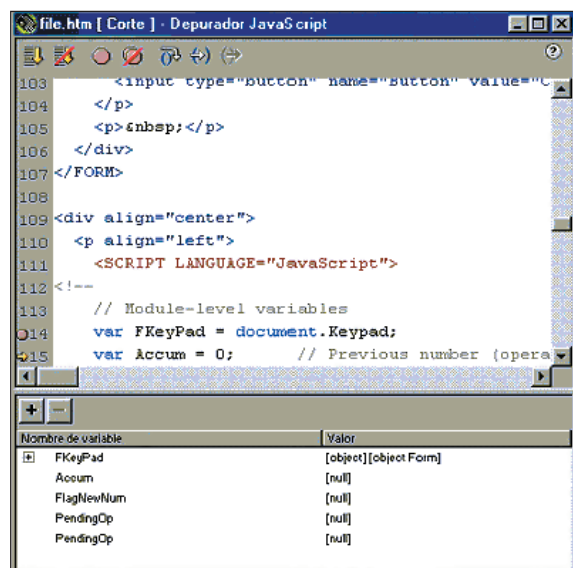 file.htm [ Corte ] - Depurador JavaScript
103 <input type="button" name="Button" value="C
104 </p>
105 <p>&nbsp;</p>
106 </div>
107 </FORM>
108
109 <div align="center">
110 <p align="left">
111 <SCRIPT LANGUAGE="JavaScript">
112 <!--
113 // Module-level variables
14 var FKeyPad = document.Keypad;
15 var Accum = 0; // Previous number (opera
Nombre de variable Valor
FKeyPad [object][object Form]
Accum [null]
FlagNewNum [null]
PendingOp [null]
PendingOp [null]